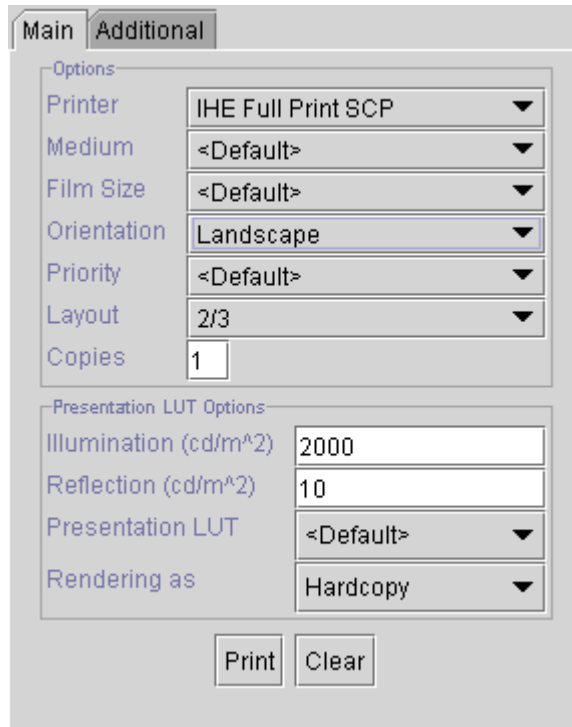 Main Additional
Options
Printer IHE Full Print SCP
Medium <Default>
Film Size <Default>
Orientation Landscape
Priority <Default>
Layout 2/3
Copies 1
Presentation LUT Options
Illumination (cd/m^2) 2000
Reflection (cd/m^2) 10
Presentation LUT <Default>
Rendering as Hardcopy
Print Clear